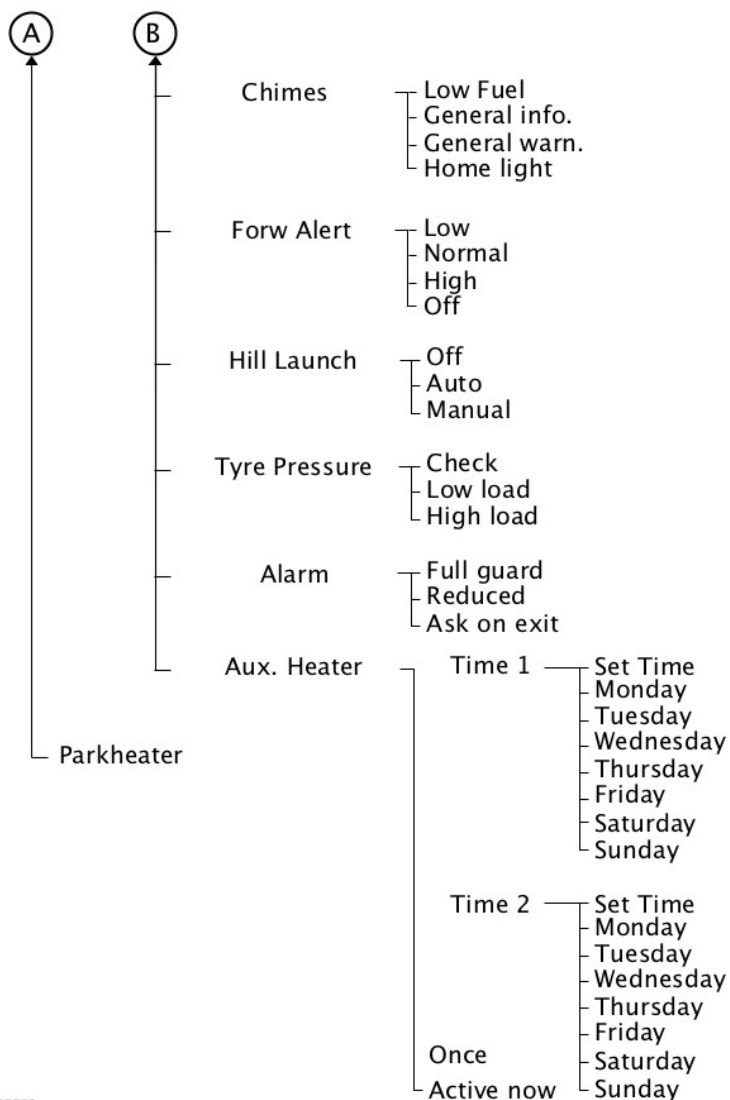 A B
Chimes
Low Fuel
General info.
General warn.
Home light
Forw Alert
Low
Normal
High
Off
Hill Launch
Off
Auto
Manual
Tyre Pressure
Check
Low load
High load
Alarm
Full guard
Reduced
Ask on exit
Aux. Heater
Time 1
Set Time
Monday
Tuesday
Wednesday
Thursday
Friday
Saturday
Sunday
Parkheater
Time 2
Set Time
Monday
Tuesday
Wednesday
Thursday
Friday
Saturday
Sunday
Once
Active now